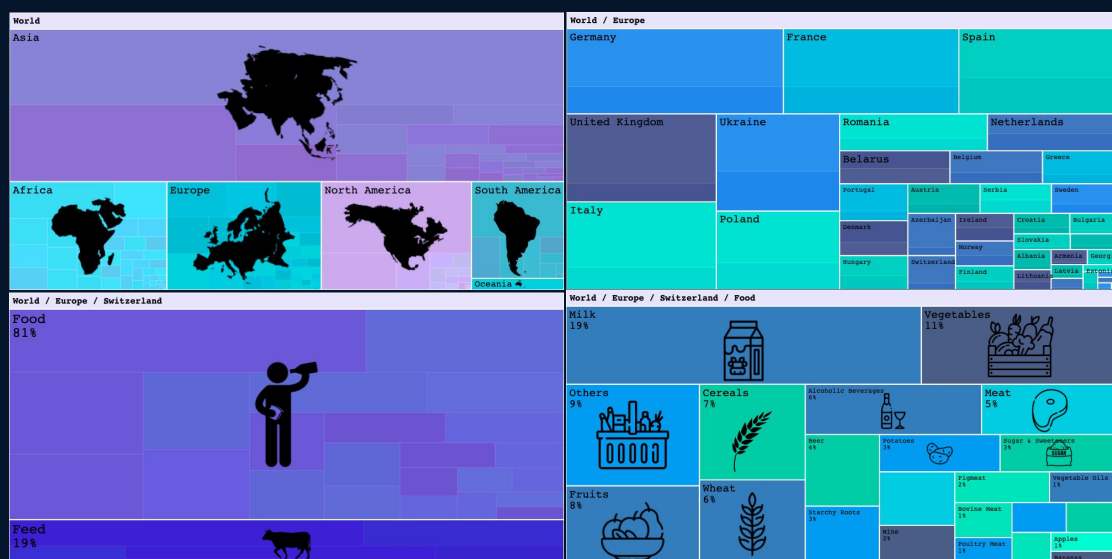 World
Asia
Africa
Europe
North America
South America
Oceania
World / Europe
Germany
France
Spain
United Kingdom
Ukraine
Romania
Netherlands
Belarus
Belgium
Greece
Italy
Poland
Portugal
Austria
Serbia
Sweden
Denmark
Azerbaijan
Ireland
Croatia
Bulgaria
Slovakia
Norway
Hungary
Switzerland
Albania
Armenia
Georgi
Finland
Lithuania
Latvia
Estoni
World / Europe / Switzerland
Food
81%
Feed
19%
World / Europe / Switzerland / Food
Milk
19%
Vegetables
11%
Others
9%
Cereals
7%
Alcoholic Beverages
6%
Meat
5%
Beer
6%
Potatoes
3%
Sugar & Sweeteners
3%
SUGAR
Fruits
8%
Wheat
6%
Starchy Roots
3%
Pigmeat
2%
Vegetable Oils
1%
Bovine Meat
1%
Wine
2%
Poultry Meat
1%
Apples
1%